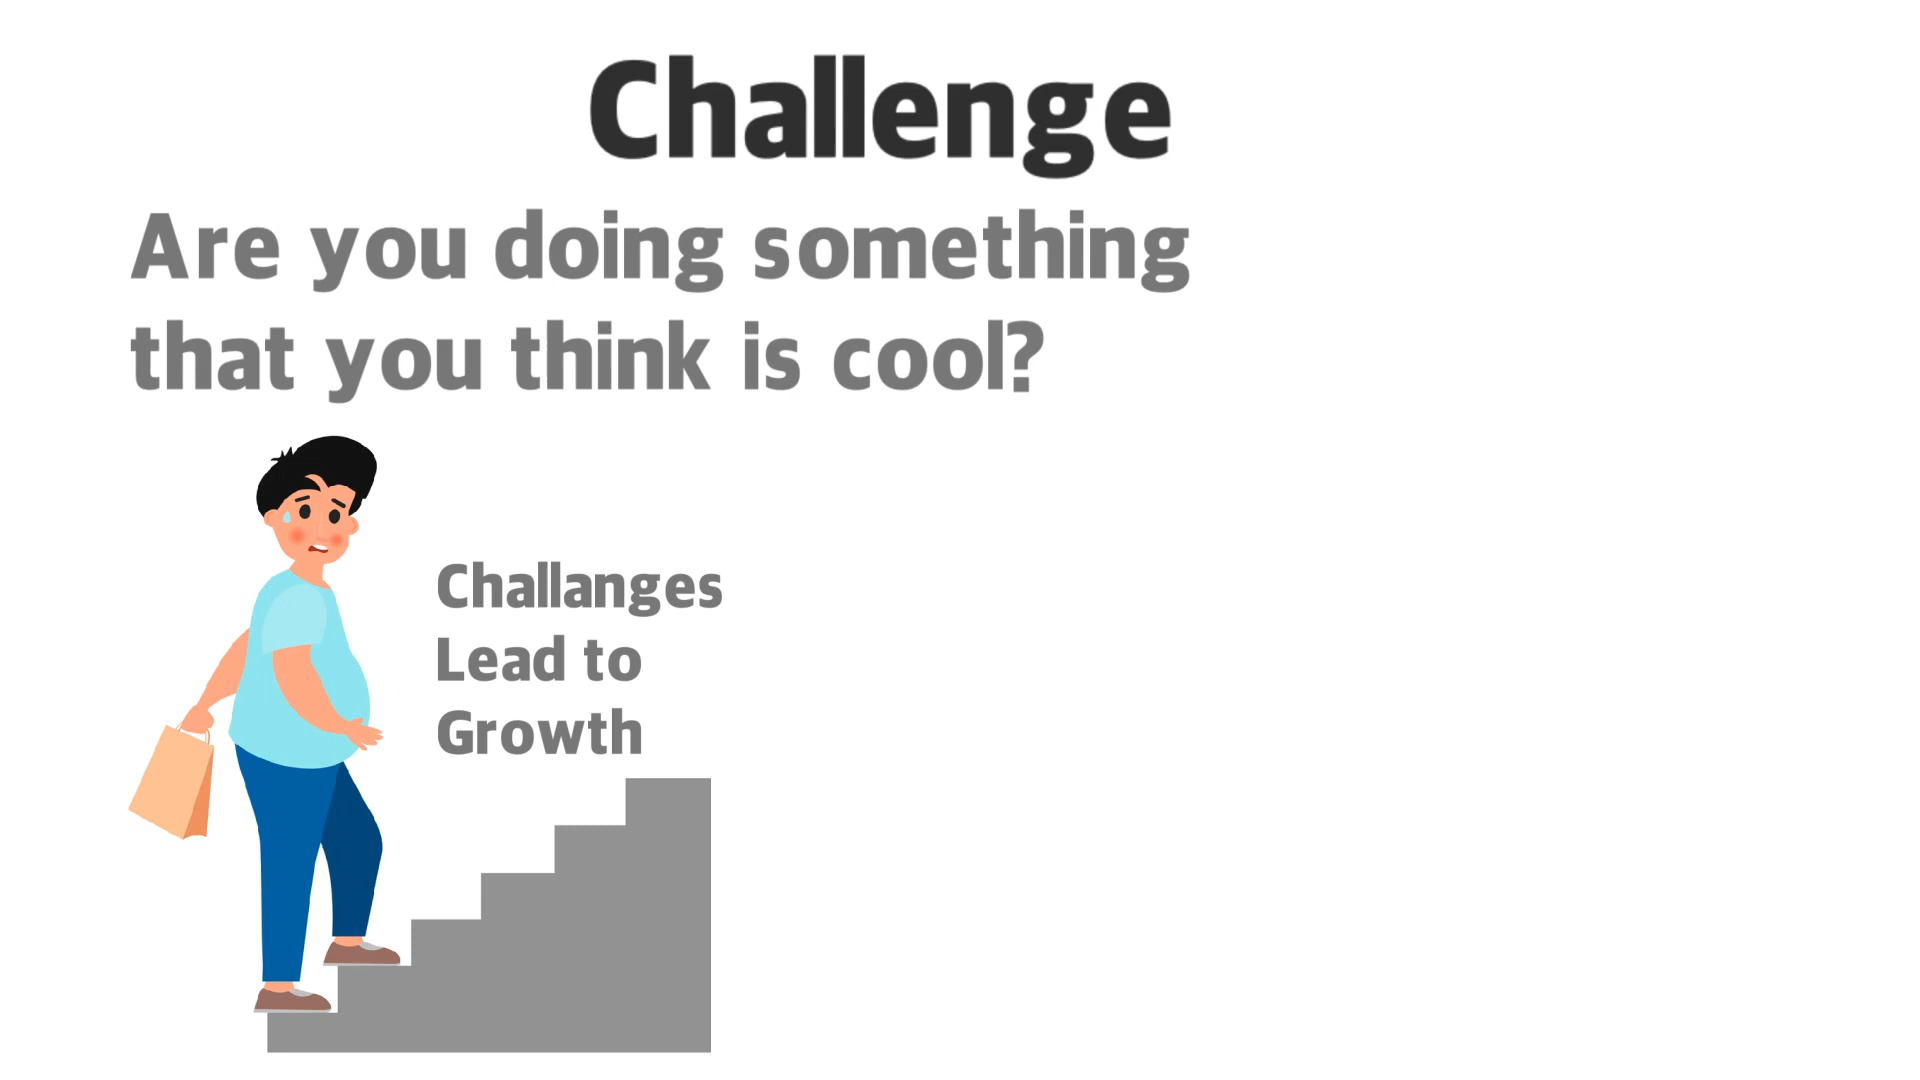 Challenge
Are you doing something
that you think is cool?
Challanges
Lead to
Growth